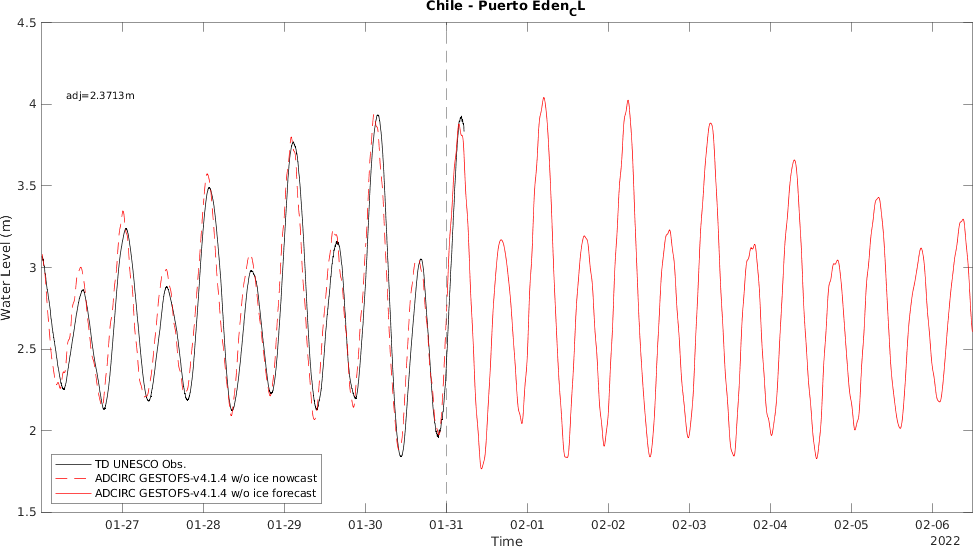 Chile - Puerto Eden_CL
4.5
adj=2.3713m
4
3.5
3
2.5
2
1.5
Water Level (m)
TD UNESCO Obs.
ADCIRC GESTOFS-v4.1.4 w/o ice nowcast
ADCIRC GESTOFS-v4.1.4 w/o ice forecast
01-27 01-28 01-29 01-30 01-31 02-01 02-02 02-03 02-04 02-05 02-06
Time
2022